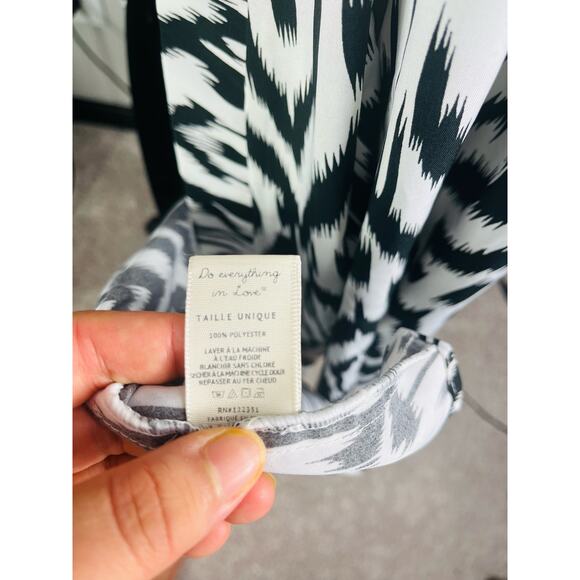 Do everything
in Love®
TAILLE UNIQUE
100% POLYESTER
LAVER À LA MACHINE
À L'EAU FROIDE
BLANCHIR SANS CHLORE
SÉCHER À LA MACHINE CYCLE DOUX
REPASSER AU FER CHAUD
RN#122351
FABRIQUÉ